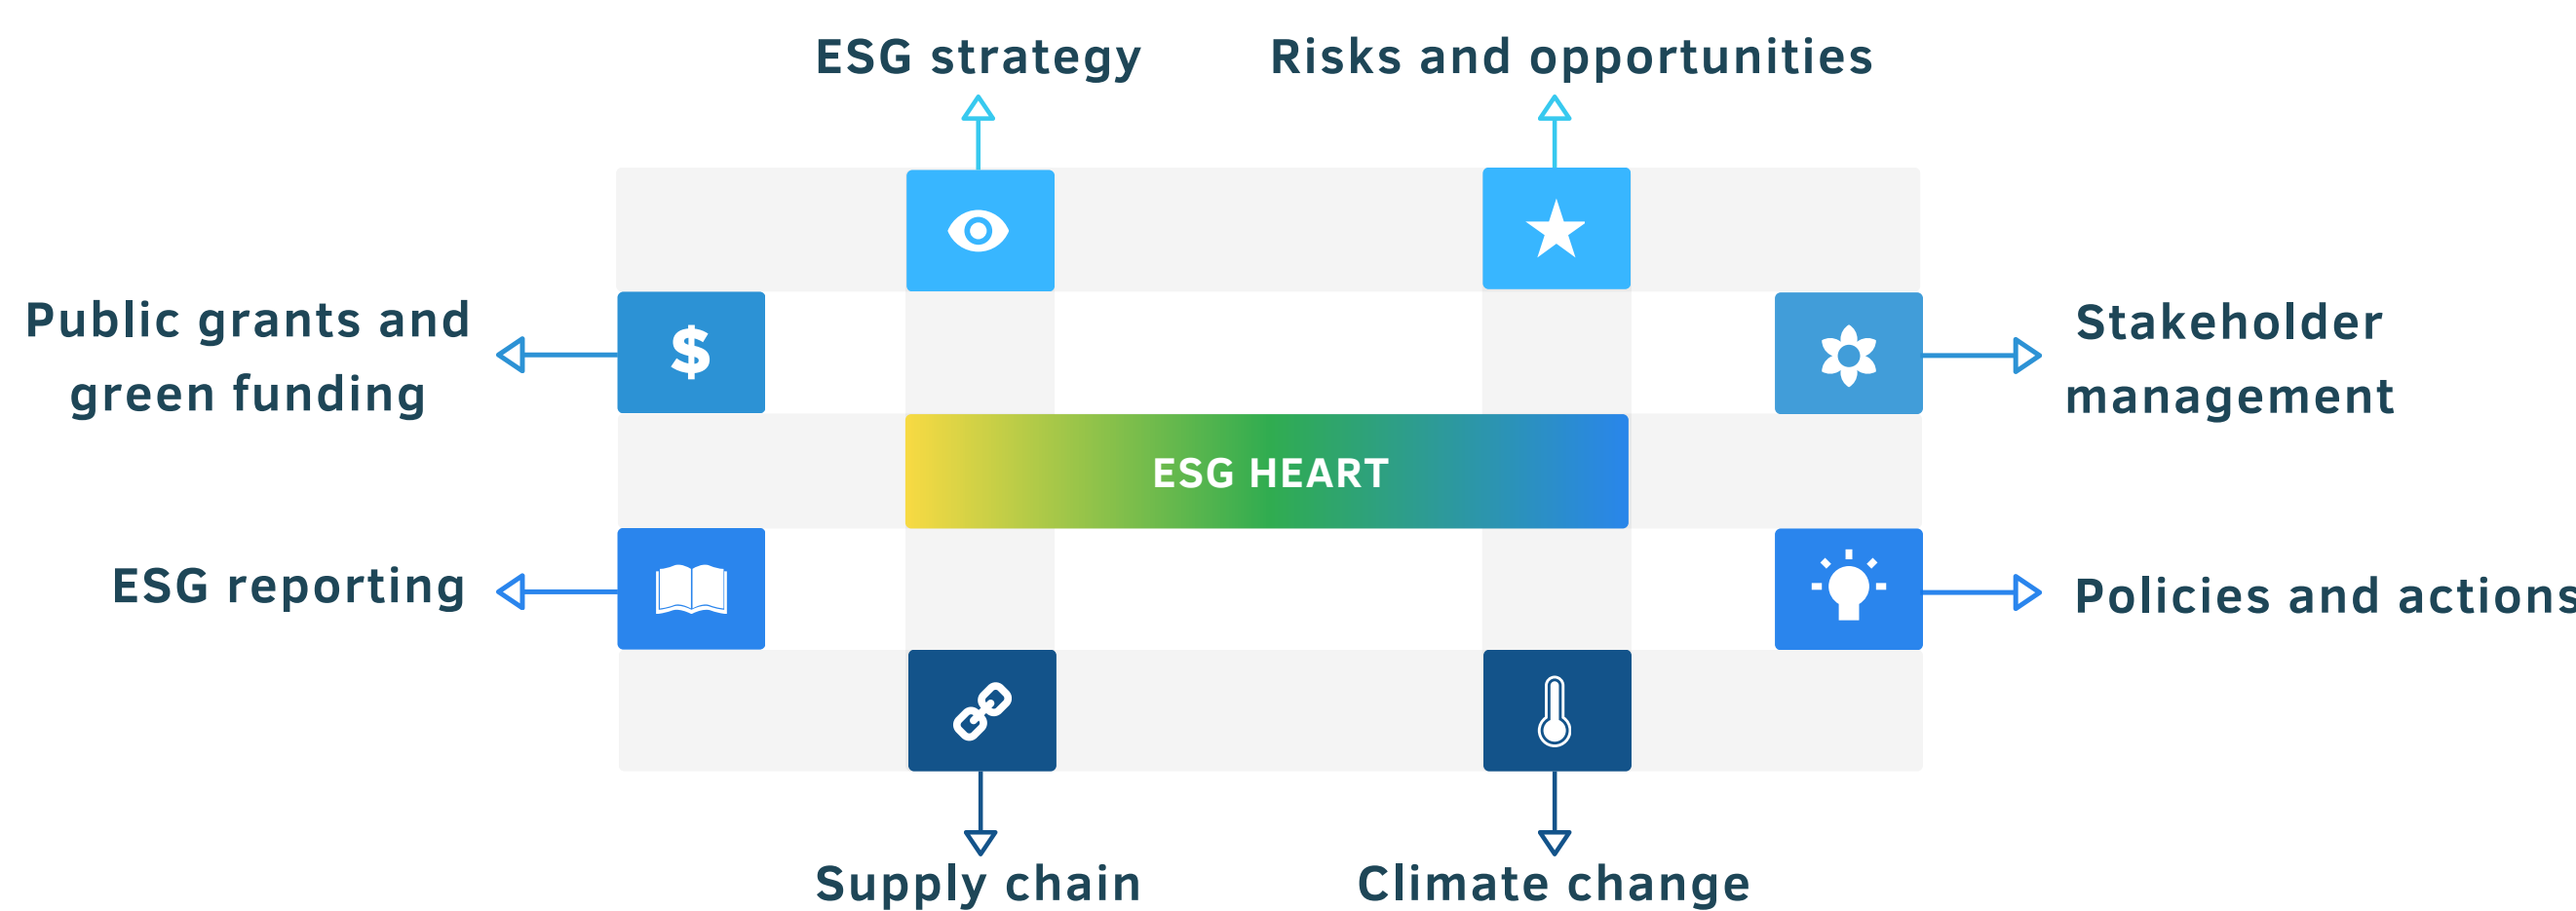 ESG strategy
Risks and opportunities
Public grants and
green funding
$
Stakeholder
management
ESG HEART
ESG reporting
Policies and actions
Supply chain
Climate change